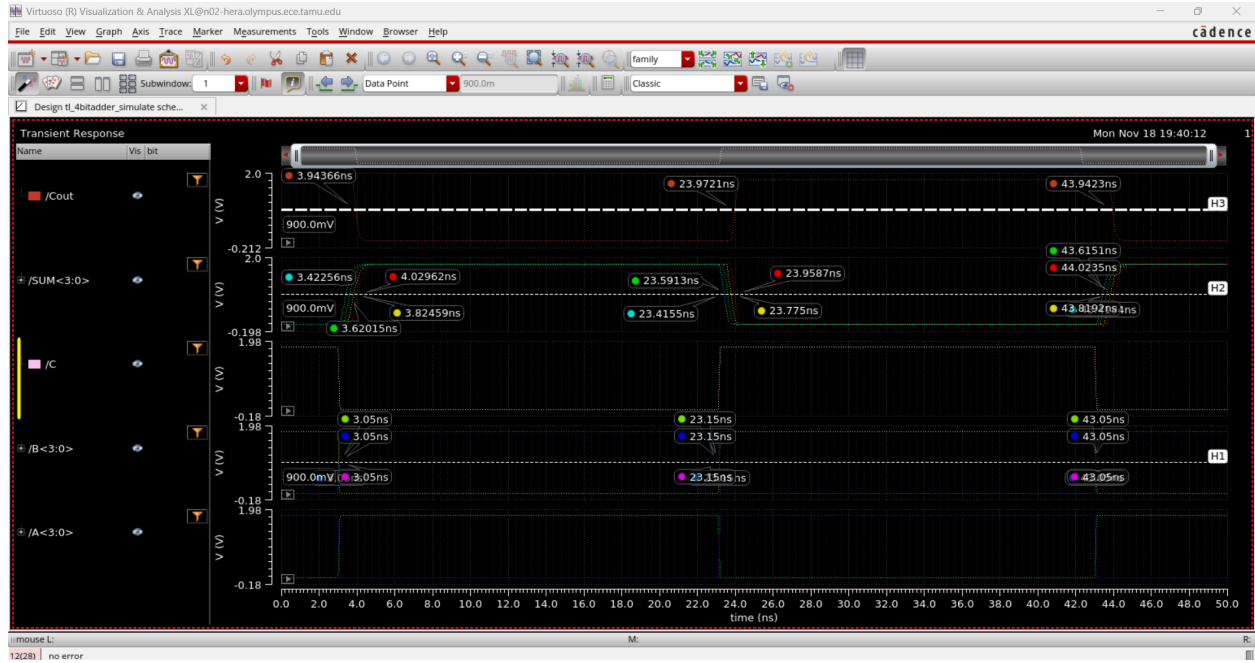 Virtuoso (R) Visualization & Analysis XL@n02-hera.olympus.ece.tamu.edu
File Edit View Graph Axis Trace Marker Measurements Tools Window Browser Help
cādence
family
Subwindow: 1
Data Point
900.0m
Classic
Design tl_4bitadder_simulate sche...
Transient Response
Mon Nov 18 19:40:12
1
Name Vis bit
/Cout
V (V)
2.0
-0.212
3.94366ns
23.9721ns
43.9423ns
900.0mV
H3
/SUM<3:0>
V (V)
2.0
-0.198
3.42256ns
4.02962ns
3.82459ns
3.62015ns
900.0mV
23.5913ns
23.9587ns
23.4155ns
23.775ns
43.6151ns
44.0235ns
43.8192ns
H2
/C
V (V)
1.98
-0.18
/B<3:0>
V (V)
1.98
-0.18
3.05ns
3.05ns
3.05ns
900.0mV
23.15ns
23.15ns
23.15ns
43.05ns
43.05ns
43.05ns
H1
/A<3:0>
V (V)
1.98
-0.18
0.0 2.0 4.0 6.0 8.0 10.0 12.0 14.0 16.0 18.0 20.0 22.0 24.0 26.0 28.0 30.0 32.0 34.0 36.0 38.0 40.0 42.0 44.0 46.0 48.0 50.0
time (ns)
mouse L: M: R:
12(28) no error